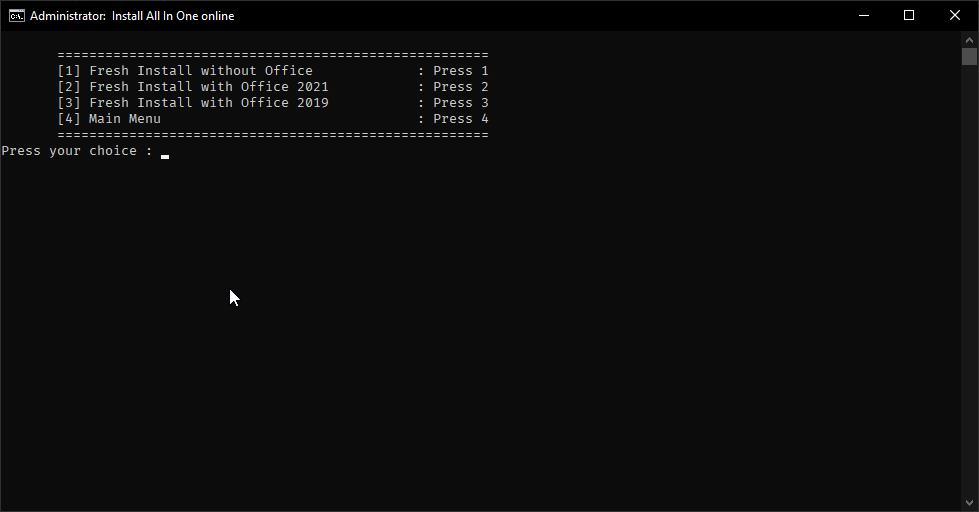 Administrator:  Install All In One online
======================================================
[1] Fresh Install without Office             : Press 1
[2] Fresh Install with Office 2021           : Press 2
[3] Fresh Install with Office 2019           : Press 3
[4] Main Menu                                : Press 4
======================================================
Press your choice :